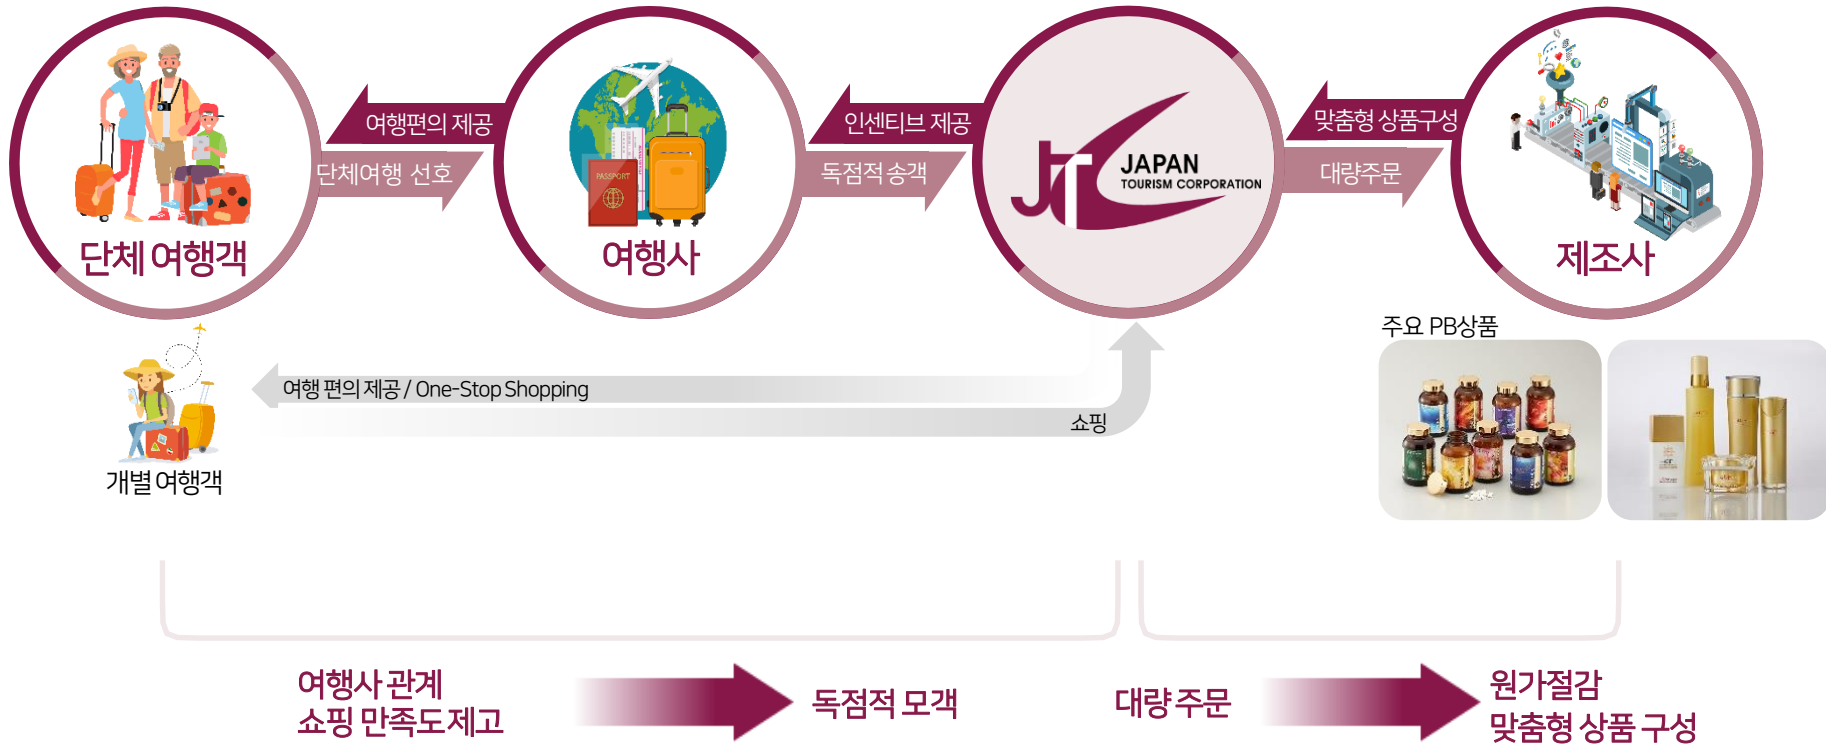 여행편의 제공
단체여행 선호
인센티브 제공
독점적 송객
맞춤형 상품구성
대량주문
PASSPORT
JTC
JAPAN
TOURISM CORPORATION
단체 여행객
여행사
제조사
주요 PB상품
여행 편의 제공 / One-Stop Shopping
쇼핑
개별 여행객
여행사 관계
쇼핑 만족도 제고
독점적 모객
대량 주문
원가절감
맞춤형 상품 구성